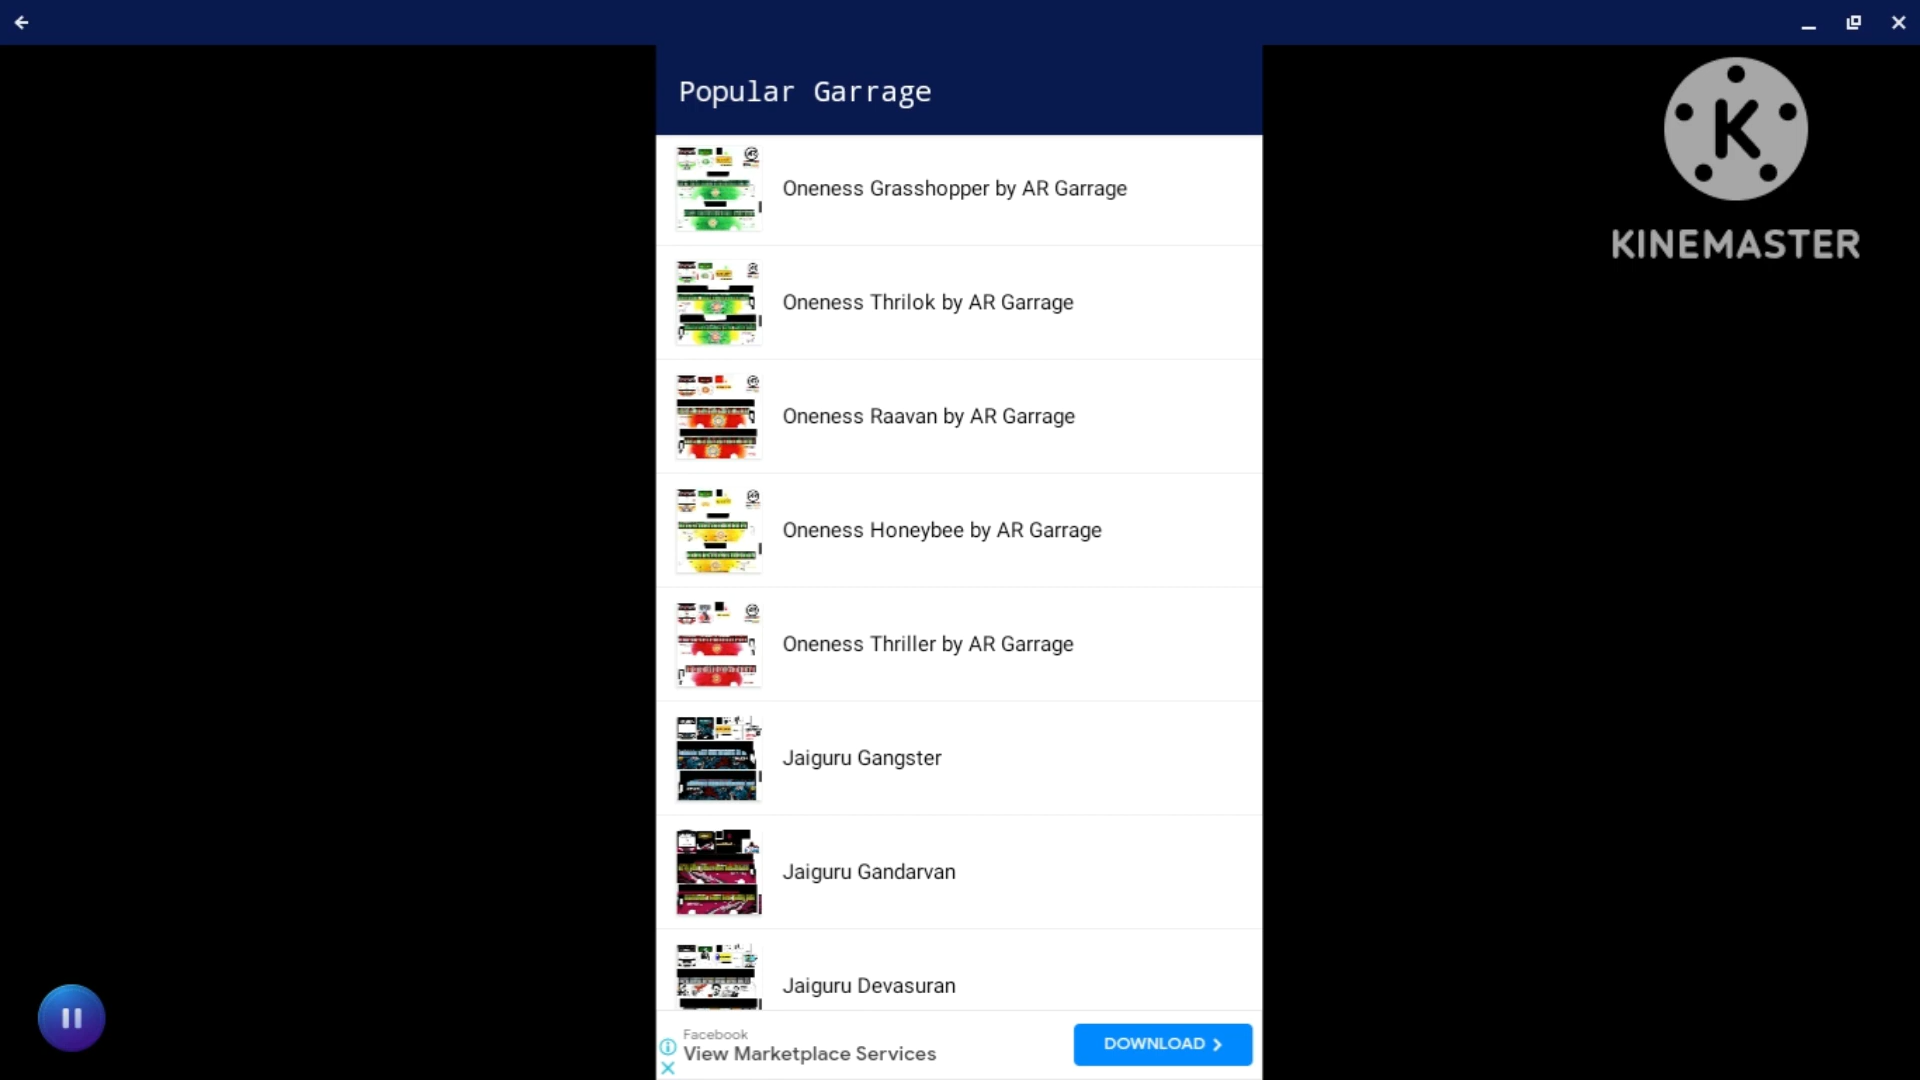 Popular Garrage
KINEMASTER
Oneness Grasshopper by AR Garrage
Oneness Thrilok by AR Garrage
Oneness Raavan by AR Garrage
Oneness Honeybee by AR Garrage
Oneness Thriller by AR Garrage
Jaiguru Gangster
Jaiguru Gandarvan
Jaiguru Devasuran
Facebook
View Marketplace Services
DOWNLOAD